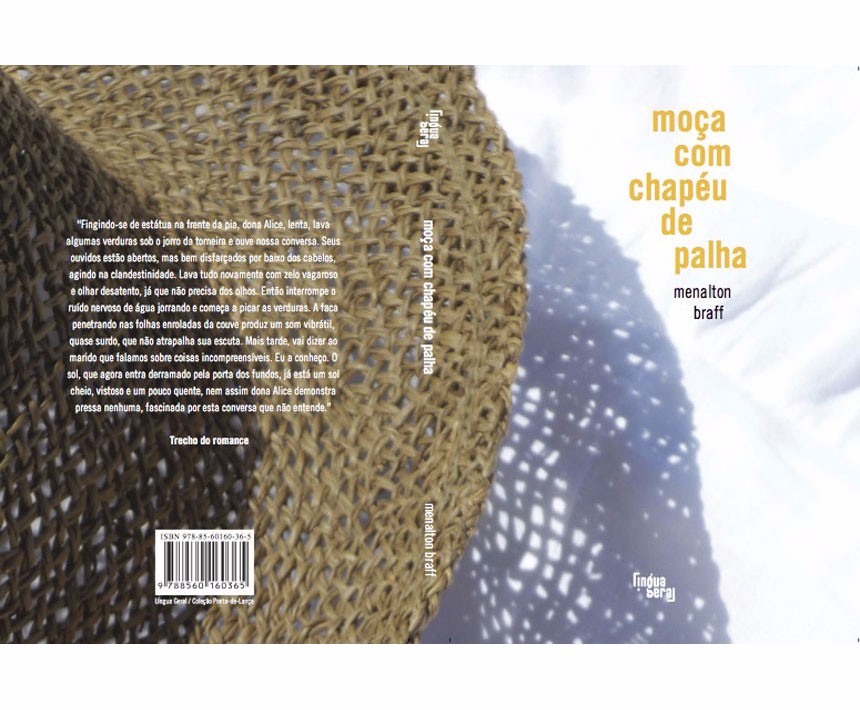 "Fingindo-se de estátua na frente da pia, dona Alice, lenta, lava
algumas verduras sob o jorro da torneira e ouve nossa conversa. Seus
ouvidos estão abertos, mas bem disfarçados por baixo dos cabelos,
agindo na clandestinidade. Lava tudo novamente com zelo vagaroso
e olhar desatento, já que não precisa dos olhos. Então interrompe o
ruído nervoso de água jorrando e começa a picar as verduras. A faca
penetrando nas folhas enroladas da couve produz um som vibrátil,
quase surdo, que não atrapalha sua escuta. Mais tarde, vai dizer ao
marido que falamos sobre coisas incompreensíveis. Eu a conheço. O
sol, que agora entra derramado pela porta dos fundos, já está um sol
cheio, vistoso e um pouco quente, nem assim dona Alice demonstra
pressa nenhuma, fascinada por esta conversa que não entende."
Trecho do romance
ISBN 978-85-60160-36-5
9 788560 160365
Língua Geral / Coleção Ponta-de-Lança
língua
geral
moça com chapéu de palha
menalton braff
moça
com
chapéu
de
palha
menalton
braff
língua
geral